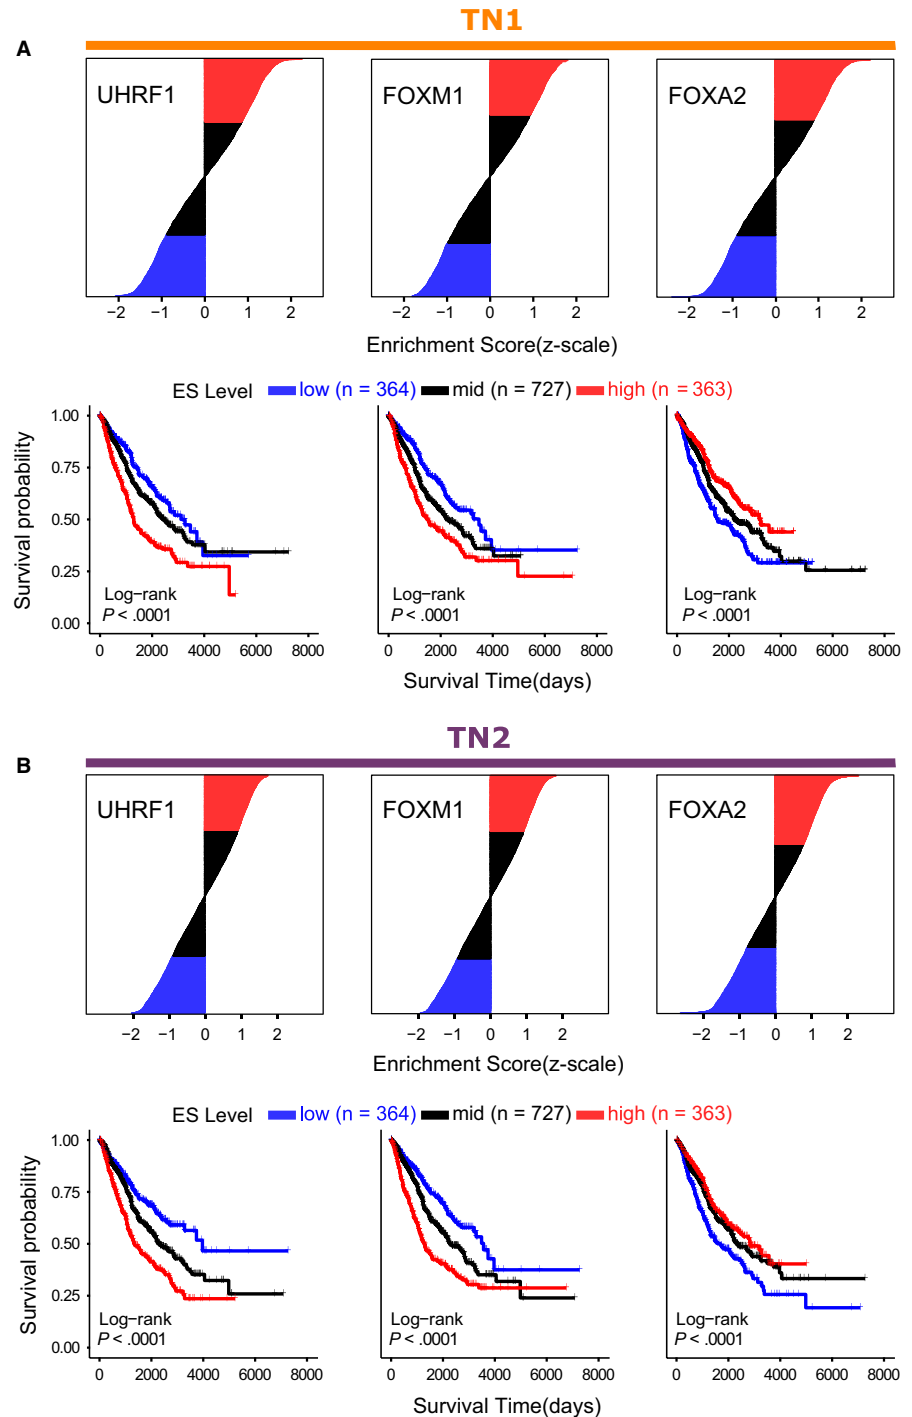 TN1
A
UHRF1
FOXM1
FOXA2
−2 −1 0 1 2
−2 −1 0 1 2
−2 −1 0 1 2
Enrichment Score(z-scale)
ES Level low (n = 364) mid (n = 727) high (n = 363)
Survival probability
1.00
0.75
0.50
0.25
0.00
Log−rank
P < .0001
Log−rank
P < .0001
Log−rank
P < .0001
0 2000 4000 6000 8000
0 2000 4000 6000 8000
0 2000 4000 6000 8000
Survival Time(days)
TN2
B
UHRF1
FOXM1
FOXA2
−2 −1 0 1 2
−2 −1 0 1 2
−2 −1 0 1 2
Enrichment Score(z-scale)
ES Level low (n = 364) mid (n = 727) high (n = 363)
Survival probability
1.00
0.75
0.50
0.25
0.00
Log−rank
P < .0001
Log−rank
P < .0001
Log−rank
P < .0001
0 2000 4000 6000 8000
0 2000 4000 6000 8000
0 2000 4000 6000 8000
Survival Time(days)